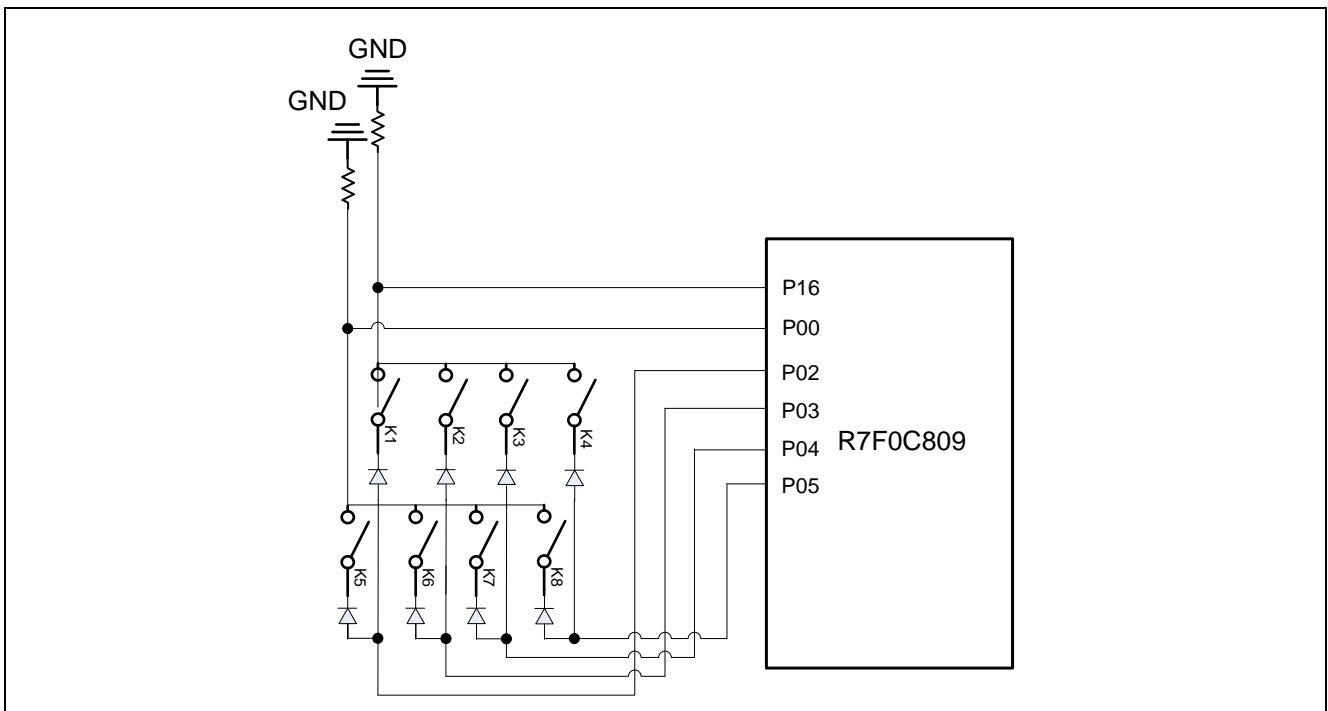 GND
GND
P16
P00
P02
P03
P04
R7F0C809
P05
K1
K2
K3
K4
K5
K6
K7
K8